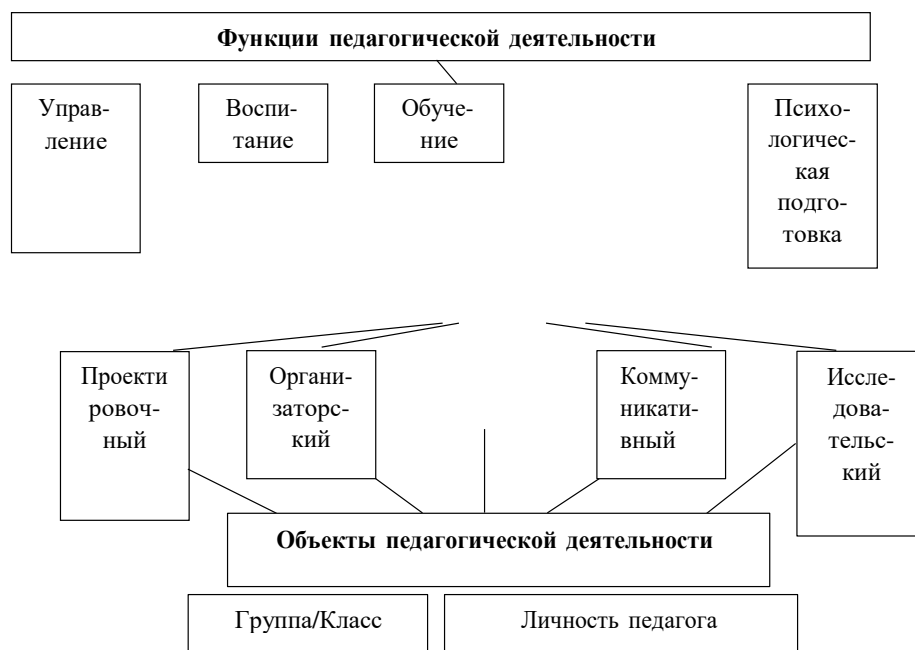 Функции педагогической деятельности
Управ-
ление
Воспи-
тание
Обуче-
ние
Психо-
логичес-
кая
подго-
товка
Проекти
ровоч-
ный
Органи-
заторс-
кий
Комму-
никати-
вный
Иссле-
дова-
тельс-
кий
Объекты педагогической деятельности
Группа/Класс
Личность педагога